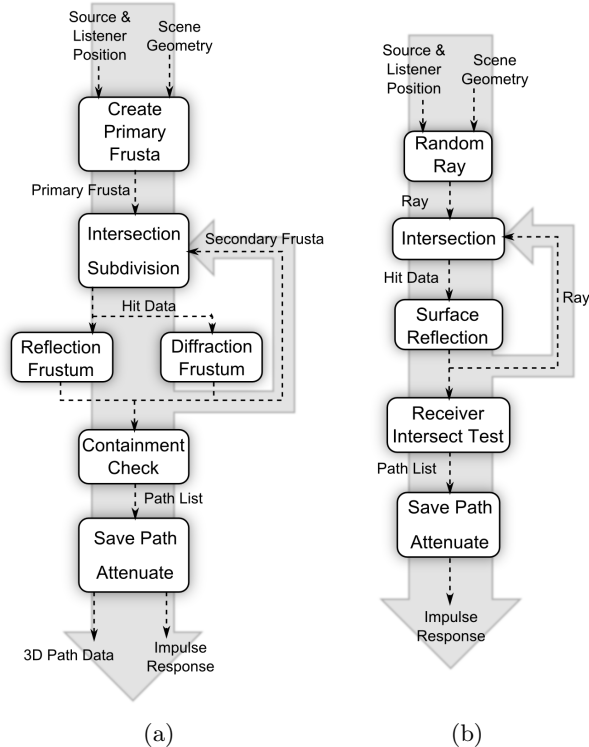 Source &
Listener
Position
Scene
Geometry
Create
Primary
Frusta
Primary Frusta
Intersection
Subdivision
Secondary Frusta
Hit Data
Reflection
Frustum
Diffraction
Frustum
Containment
Check
Path List
Save Path
Attenuate
3D Path Data
Impulse
Response
(a)
Source &
Listener
Position
Scene
Geometry
Random
Ray
Ray
Intersection
Hit Data
Ray
Surface
Reflection
Receiver
Intersect Test
Path List
Save Path
Attenuate
Impulse
Response
(b)